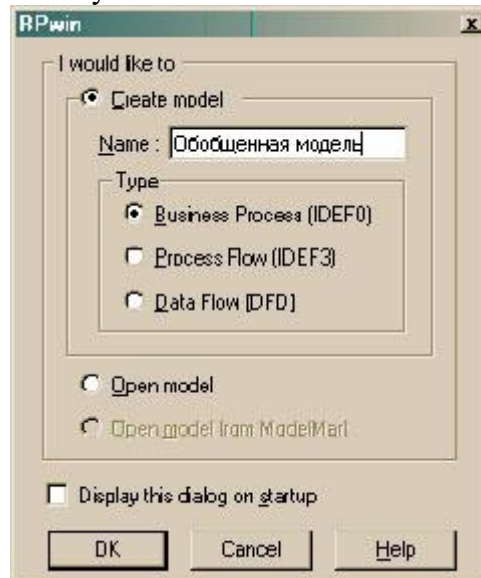 BPwin
I would like to
Create model
Name : Обобщенная модель
Type
Business Process (IDEF0)
Process Flow (IDEF3)
Data Flow (DFD)
Open model
Open model from ModelMart
Display this dialog on startup
OK Cancel Help